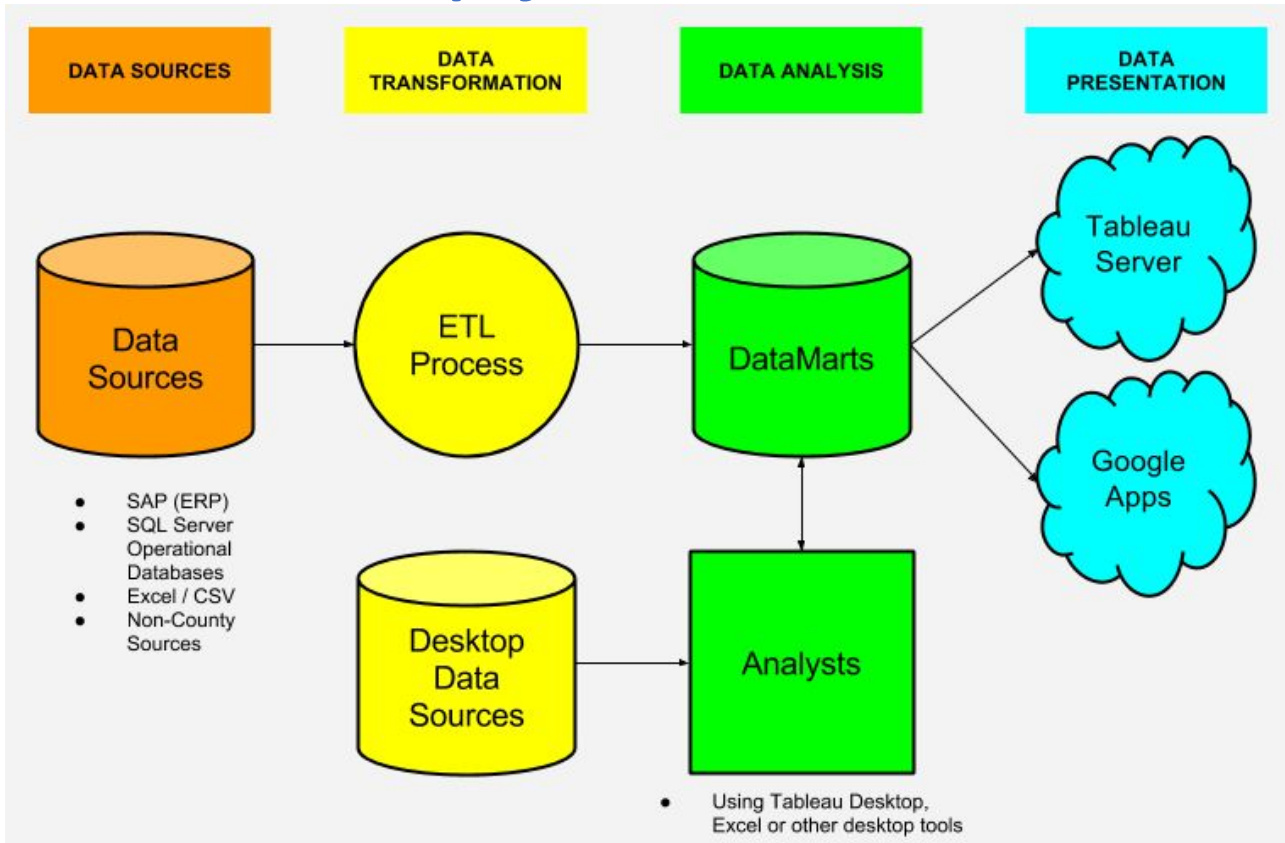 DATA SOURCES
DATA
TRANSFORMATION
DATA ANALYSIS
DATA
PRESENTATION
Data
Sources
ETL
Process
DataMarts
Tableau
Server
Google
Apps
● SAP (ERP)
● SQL Server
Operational
Databases
● Excel / CSV
● Non-County
Sources
Desktop
Data
Sources
Analysts
● Using Tableau Desktop,
Excel or other desktop tools